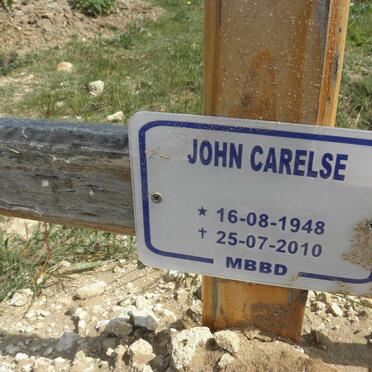 JOHN CARELSE
★ 16-08-1948
✝ 25-07-2010
MBBD